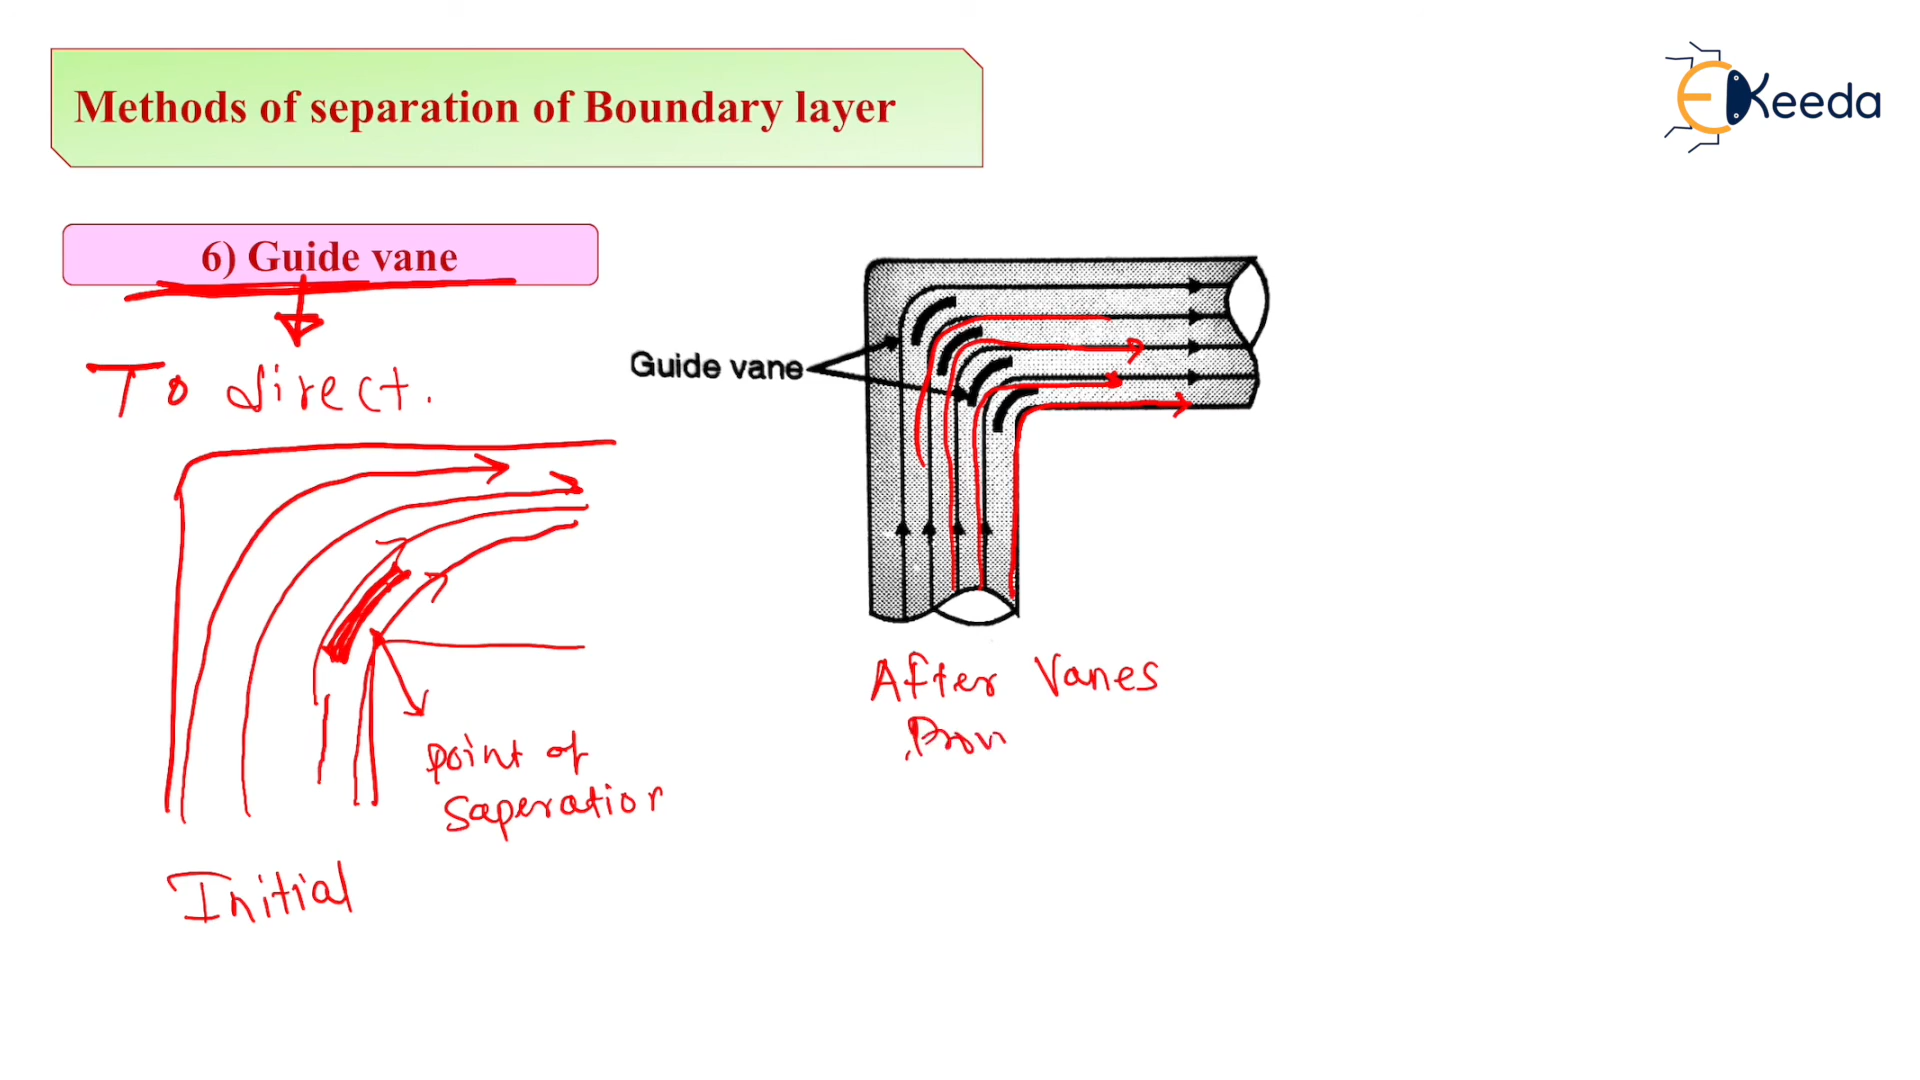 Methods of separation of Boundary layer
EKeeda
6) Guide vane
To direct.
Guide vane
point of
Saperation
Initial
After Vanes
Prov